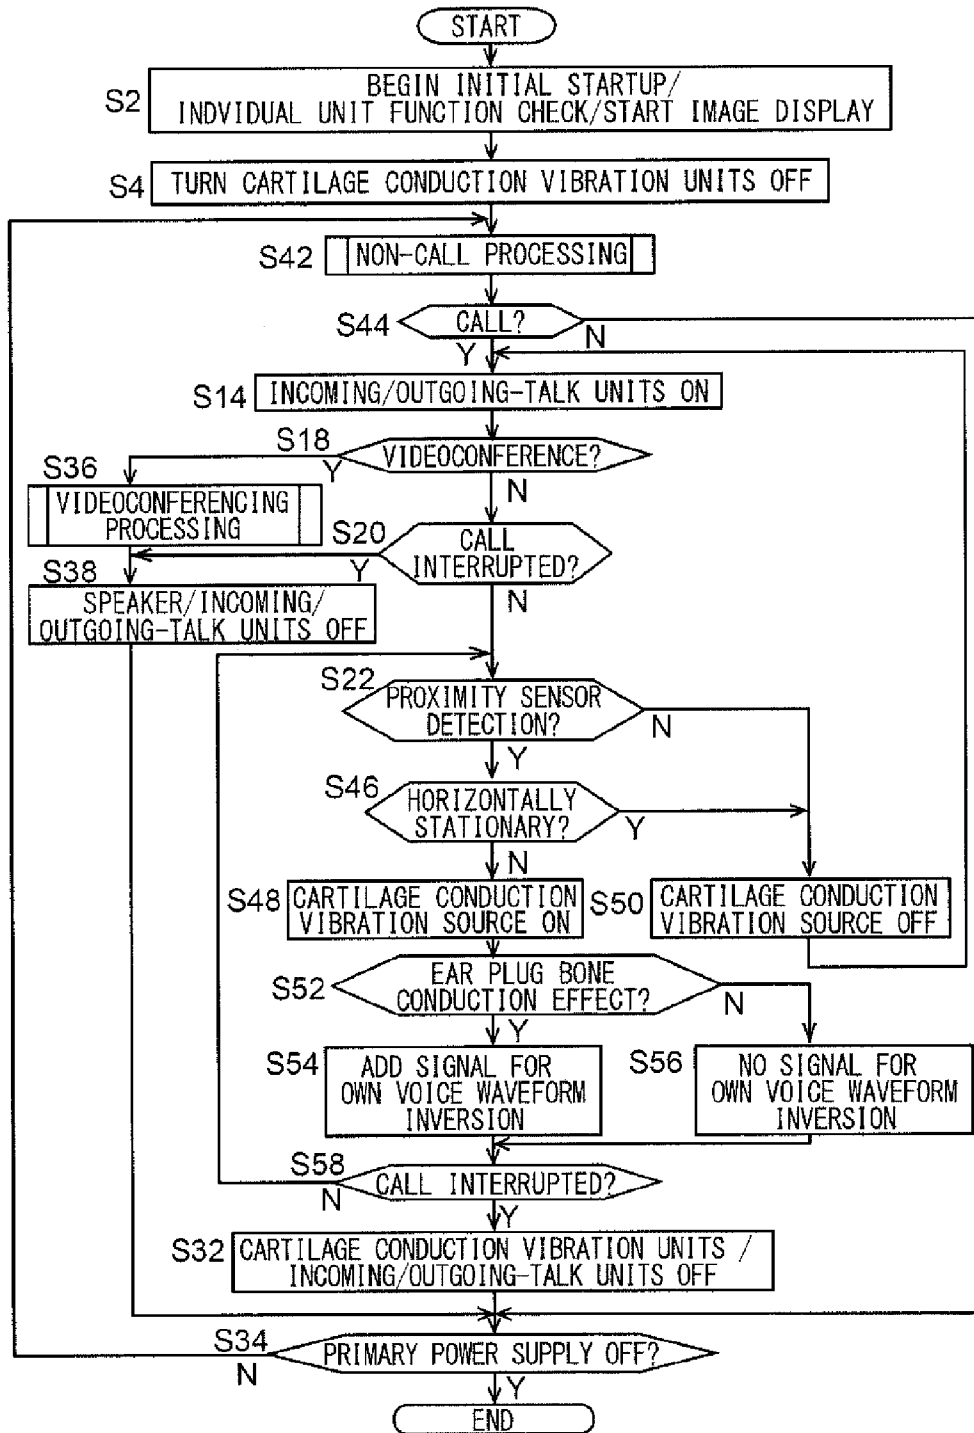 START
S2
BEGIN INITIAL STARTUP/
INDVIDUAL UNIT FUNCTION CHECK/START IMAGE DISPLAY
S4
TURN CARTILAGE CONDUCTION VIBRATION UNITS OFF
S42
NON-CALL PROCESSING
S44
CALL?
N
Y
S14
INCOMING/OUTGOING-TALK UNITS ON
S18
VIDEOCONFERENCE?
Y
N
S36
VIDEOCONFERENCING
PROCESSING
S20
CALL
INTERRUPTED?
Y
N
S38
SPEAKER/INCOMING/
OUTGOING-TALK UNITS OFF
S22
PROXIMITY SENSOR
DETECTION?
N
Y
S46
HORIZONTALLY
STATIONARY?
Y
N
S48
CARTILAGE CONDUCTION
VIBRATION SOURCE ON
S50
CARTILAGE CONDUCTION
VIBRATION SOURCE OFF
S52
EAR PLUG BONE
CONDUCTION EFFECT?
N
Y
S54
ADD SIGNAL FOR
OWN VOICE WAVEFORM
INVERSION
S56
NO SIGNAL FOR
OWN VOICE WAVEFORM
INVERSION
S58
CALL INTERRUPTED?
N
Y
S32
CARTILAGE CONDUCTION VIBRATION UNITS /
INCOMING/OUTGOING-TALK UNITS OFF
S34
PRIMARY POWER SUPPLY OFF?
N
Y
END